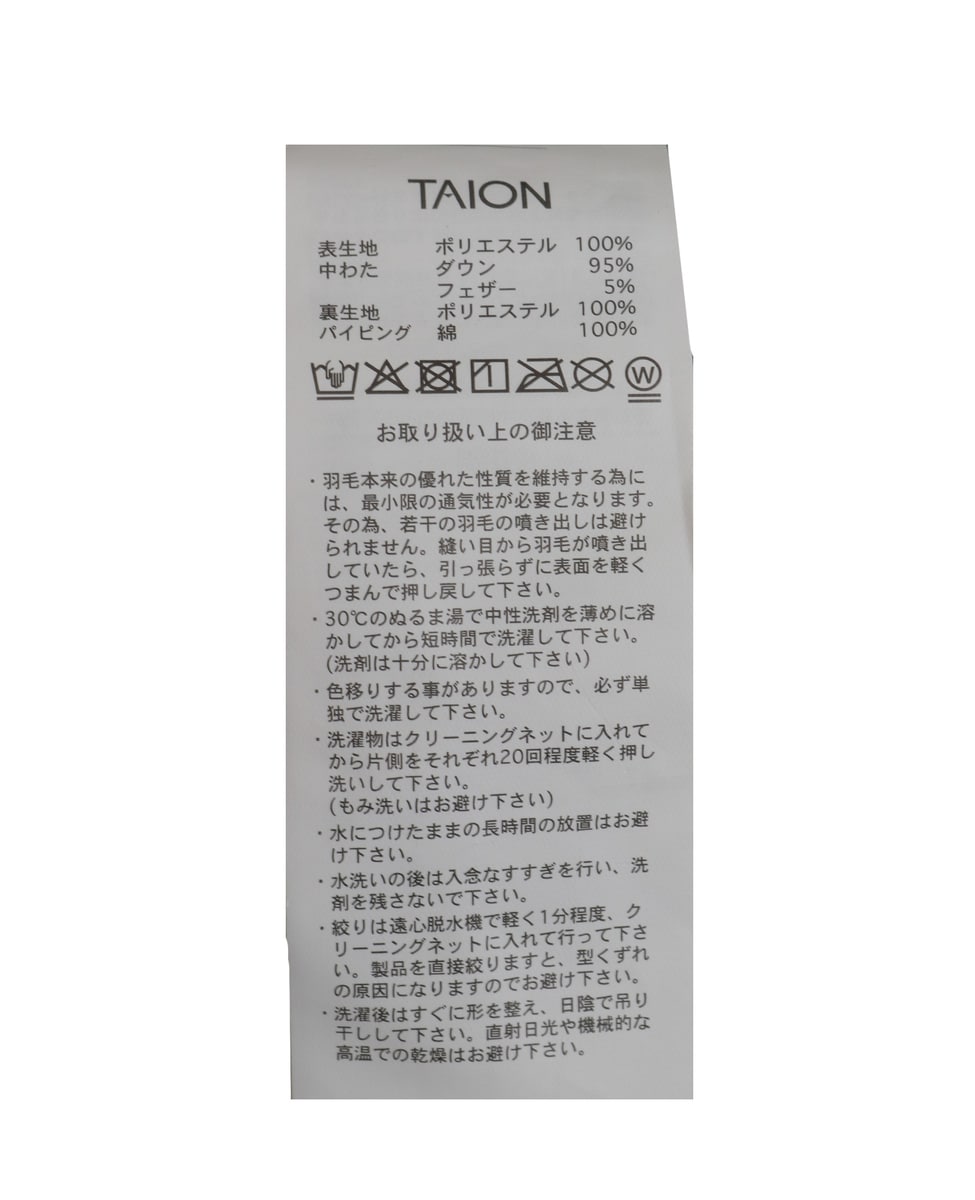 TAION
表生地 ポリエステル 100%
中わた ダウン 95%
フェザー 5%
裏生地 ポリエステル 100%
パイピング 綿 100%
W
お取り扱い上の御注意
・羽毛本来の優れた性質を維持する為に
は、最小限の通気性が必要となります。
その為、若干の羽毛の噴き出しは避け
られません。縫い目から羽毛が噴き出
していたら、引っ張らずに表面を軽く
つまんで押し戻して下さい。
・30℃のぬるま湯で中性洗剤を薄めに溶
かしてから短時間で洗濯して下さい。
(洗剤は十分に溶かして下さい)
・色移りする事がありますので、必ず単
独で洗濯して下さい。
・洗濯物はクリーニングネットに入れて
から片側をそれぞれ20回程度軽く押し
洗いして下さい。
(もみ洗いはお避け下さい)
・水につけたままの長時間の放置はお避
け下さい。
・水洗いの後は入念なすすぎを行い、洗
剤を残さないで下さい。
・絞りは遠心脱水機で軽く1分程度、ク
リーニングネットに入れて行って下さ
い。製品を直接絞りますと、型くずれ
の原因になりますのでお避け下さい。
・洗濯後はすぐに形を整え、日陰で吊り
干しして下さい。直射日光や機械的な
高温での乾燥はお避け下さい。